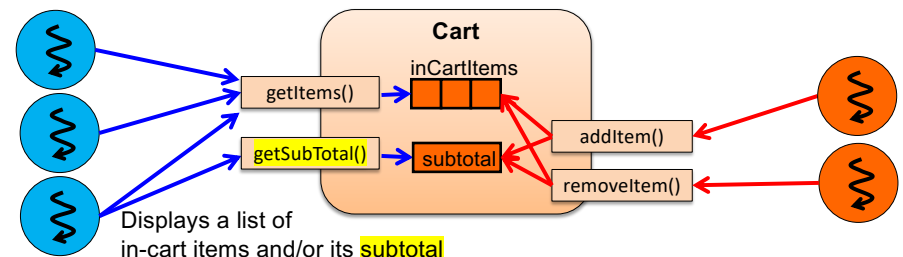 Cart
inCartItems
getItems()
addItem()
getSubTotal()
subtotal
removeItem()
Displays a list of
in-cart items and/or its subtotal